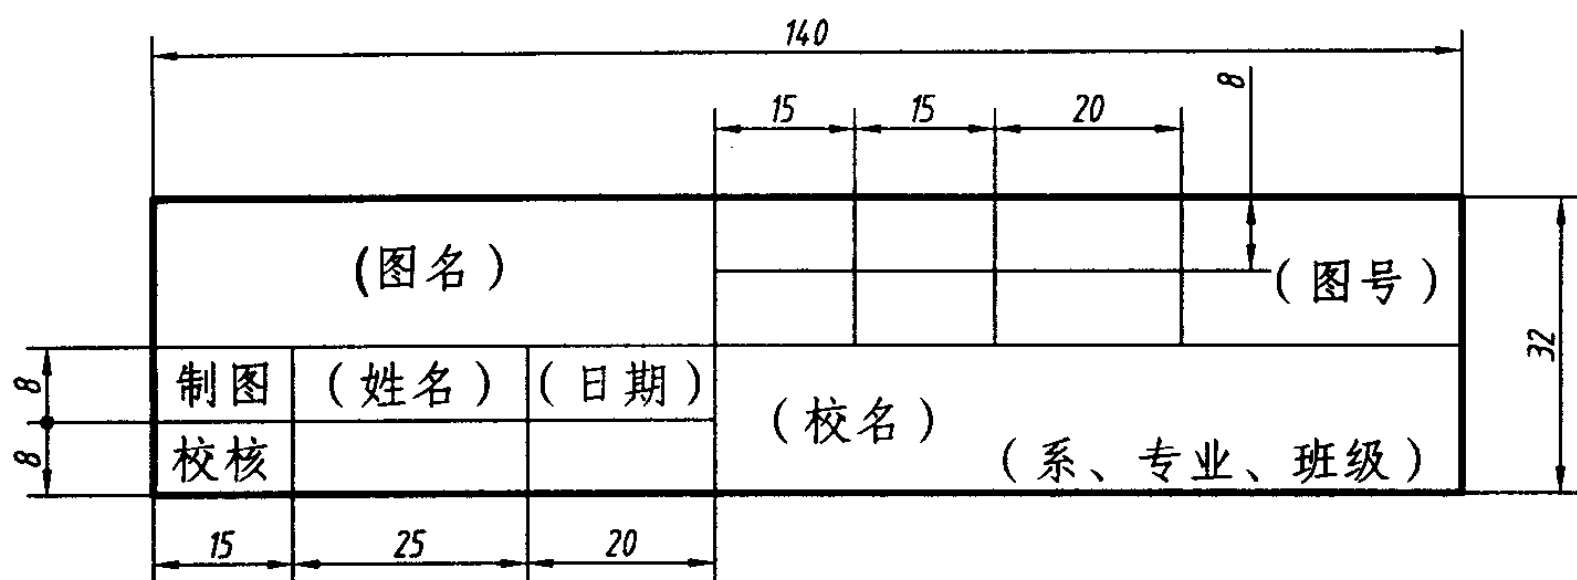 140
15 15 20 8
(图名)
(图号)
32
8 制图 (姓名) (日期)
(校名)
8 校核
(系、专业、班级)
15 25 20